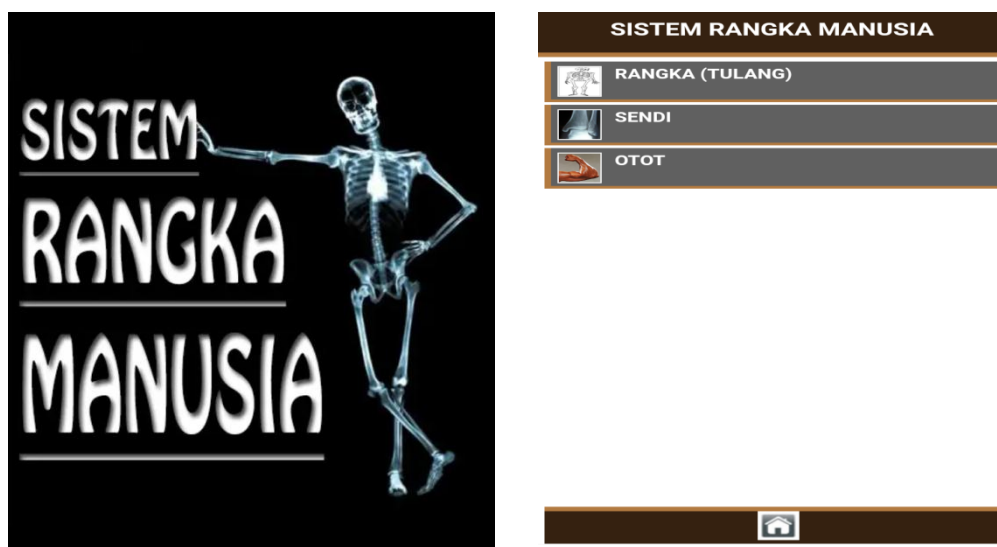 SISTEM
RANGKA
MANUSIA
SISTEM RANGKA MANUSIA
RANGKA (TULANG)
SENDI
OTOT